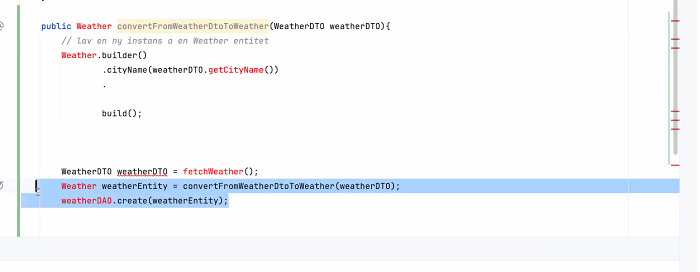 public Weather convertFromWeatherDtoToWeather(WeatherDTO weatherDTO){
// lav en ny instans a en Weather entitet
Weather.builder()
.cityName(weatherDTO.getCityName())
.
build();
WeatherDTO weatherDTO = fetchWeather();
Weather weatherEntity = convertFromWeatherDtoToWeather(weatherDTO);
weatherDAO.create(weatherEntity);